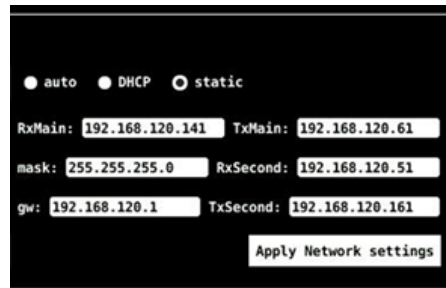 auto DHCP static
RxMain: 192.168.120.141 TxMain: 192.168.120.61
mask: 255.255.255.0 RxSecond: 192.168.120.51
gw: 192.168.120.1 TxSecond: 192.168.120.161
Apply Network settings